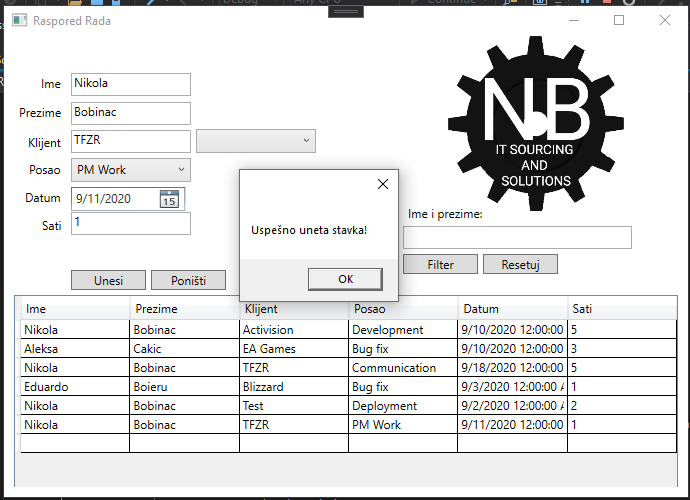 Raspored Rada
Ime Nikola
Prezime Bobinac
Klijent TFZR
Posao PM Work
Datum 9/11/2020 15
Sati 1
N.B
IT SOURCING
AND
SOLUTIONS
Uspešno uneta stavka!
OK
Ime i prezime:
Filter Resetuj
Unesi Poništi
Ime Prezime Klijent Posao Datum Sati
Nikola Bobinac Activision Development 9/10/2020 12:00:00 5
Aleksa Cakic EA Games Bug fix 9/10/2020 12:00:00 3
Nikola Bobinac TFZR Communication 9/18/2020 12:00:00 5
Eduardo Boieru Blizzard Bug fix 9/3/2020 12:00:00 A 1
Nikola Bobinac Test Deployment 9/2/2020 12:00:00 A 2
Nikola Bobinac TFZR PM Work 9/11/2020 12:00:00 1